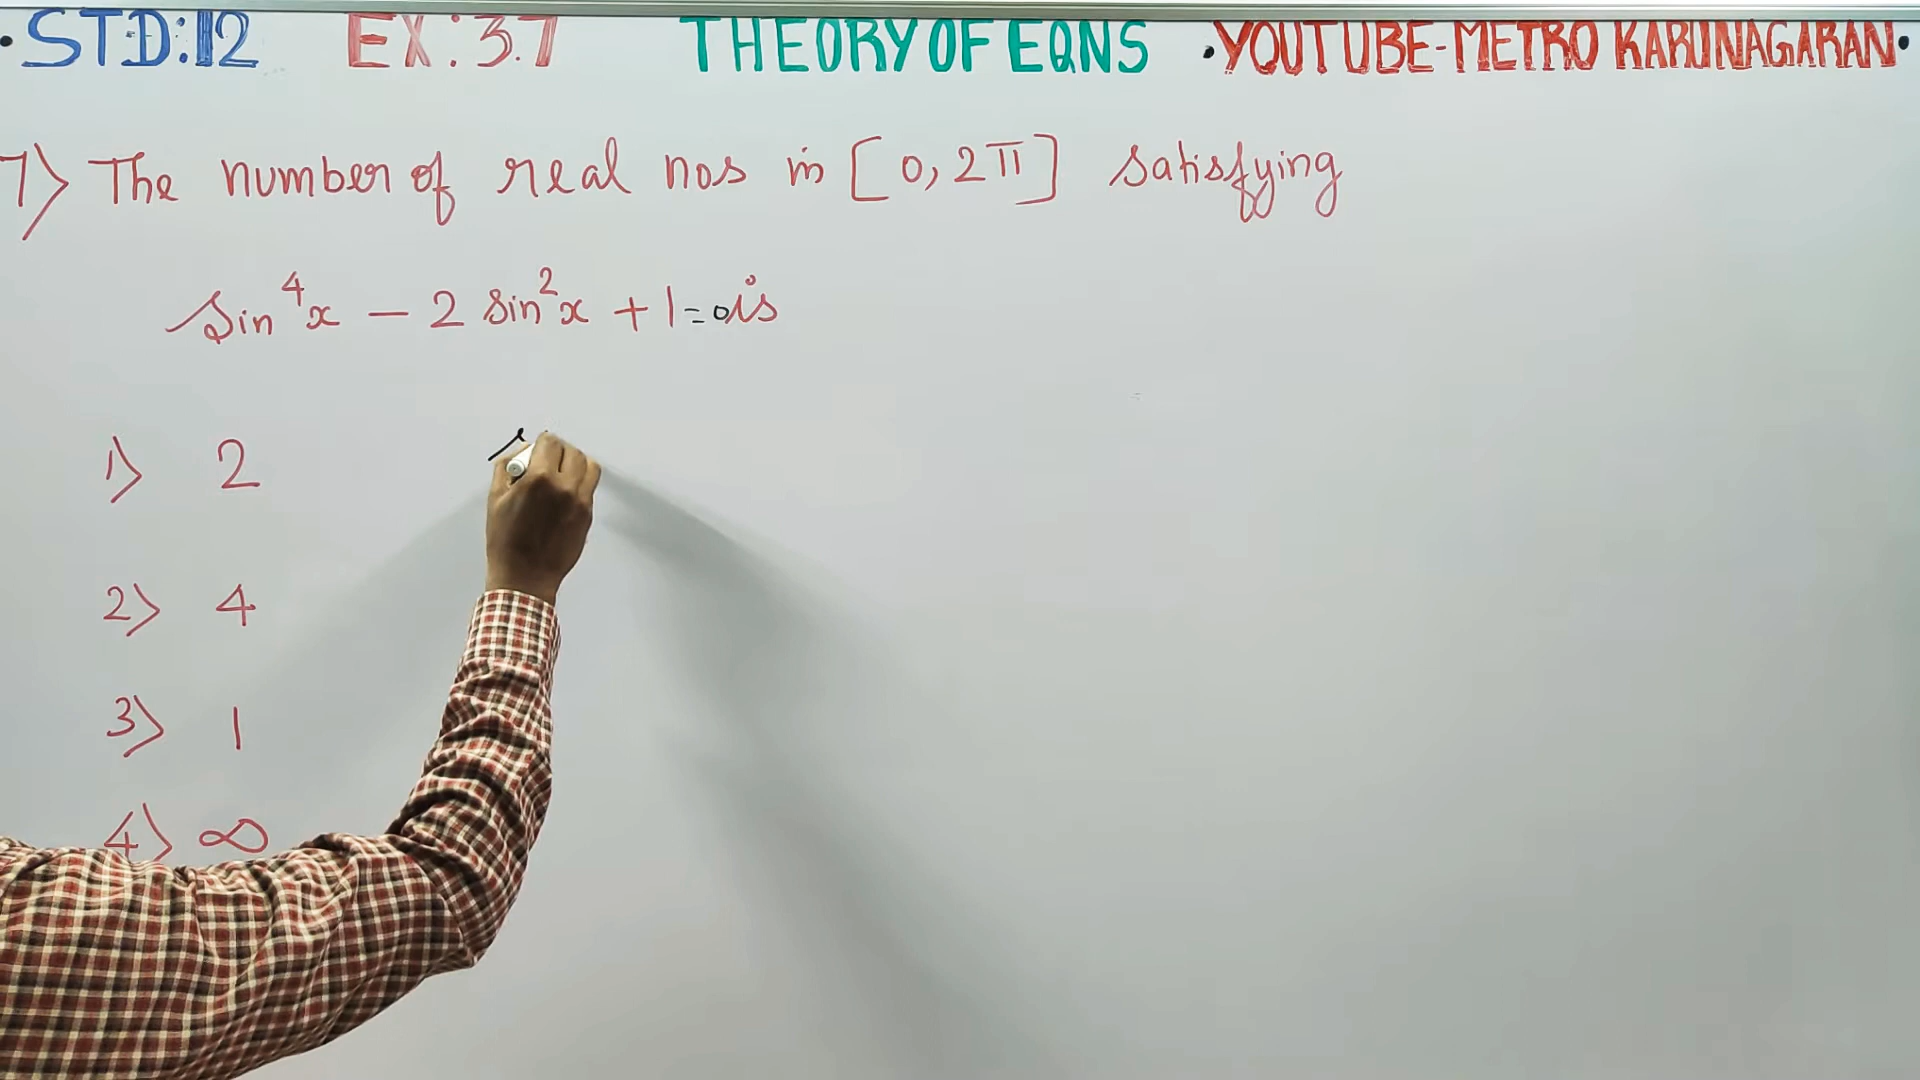 •STD:12 EX:3.7 THEORY OF EQNS •YOUTUBE-METRO KARUNAGARAN•
7) The number of real nos in [0, 2π] satisfying
sin⁴x − 2 sin²x + 1 = 0 is
1) 2
2) 4
3) 1
4) ∞